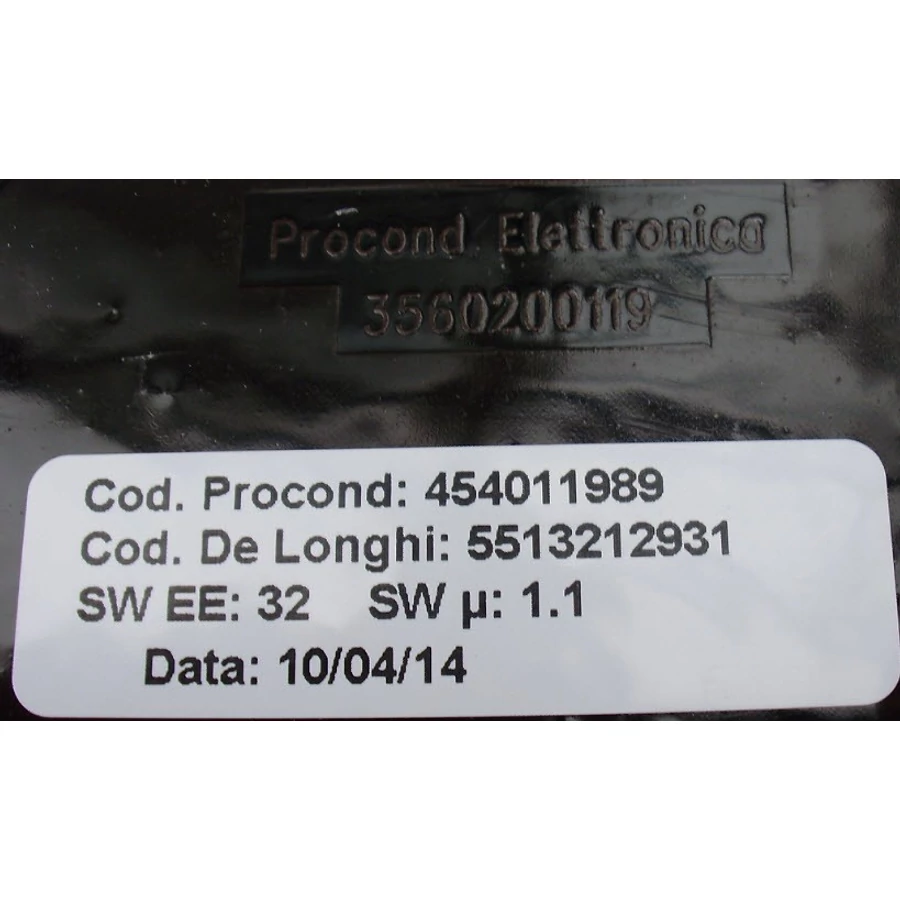 Procond Elettronica
3560200119
Cod. Procond: 454011989
Cod. De Longhi: 5513212931
SW EE: 32 SW µ: 1.1
Data: 10/04/14